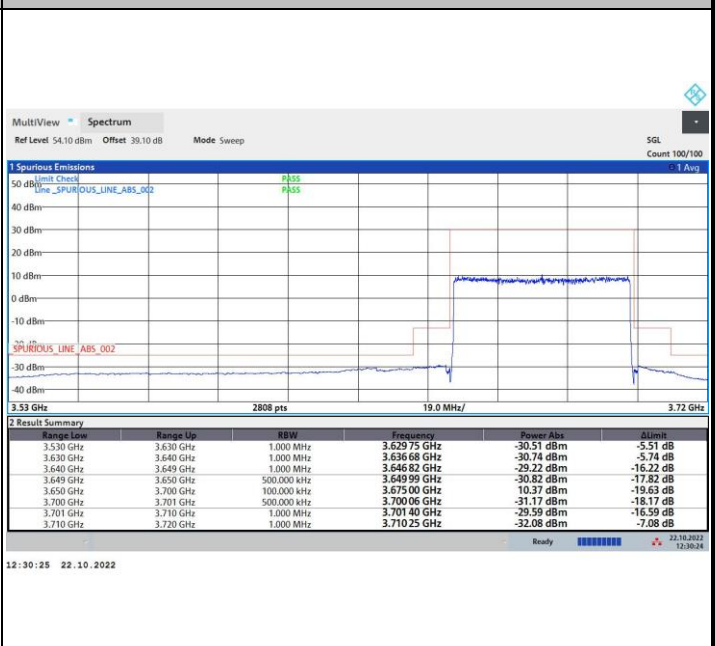 MultiView Spectrum
Ref Level 54.10 dBm Offset 39.10 dB Mode Sweep SGL
Count 100/100
1 Spurious Emissions 1 Avg
Limit Check PASS
50 dBm
Line _SPURIOUS_LINE_ABS_002 PASS
40 dBm
30 dBm
20 dBm
10 dBm
0 dBm
-10 dBm
-20 dBm
_SPURIOUS_LINE_ABS_002
-30 dBm
-40 dBm
3.53 GHz 2808 pts 19.0 MHz/ 3.72 GHz
2 Result Summary
Range Low Range Up RBW Frequency Power Abs ΔLimit
3.530 GHz 3.630 GHz 1.000 MHz 3.629 75 GHz -30.51 dBm -5.51 dB
3.630 GHz 3.640 GHz 1.000 MHz 3.636 68 GHz -30.74 dBm -5.74 dB
3.640 GHz 3.649 GHz 1.000 MHz 3.646 82 GHz -29.22 dBm -16.22 dB
3.649 GHz 3.650 GHz 500.000 kHz 3.649 99 GHz -30.82 dBm -17.82 dB
3.650 GHz 3.700 GHz 100.000 kHz 3.675 00 GHz 10.37 dBm -19.63 dB
3.700 GHz 3.701 GHz 500.000 kHz 3.700 06 GHz -31.17 dBm -18.17 dB
3.701 GHz 3.710 GHz 1.000 MHz 3.701 40 GHz -29.59 dBm -16.59 dB
3.710 GHz 3.720 GHz 1.000 MHz 3.710 25 GHz -32.08 dBm -7.08 dB
Ready 22.10.2022
12:30:24
12:30:25 22.10.2022